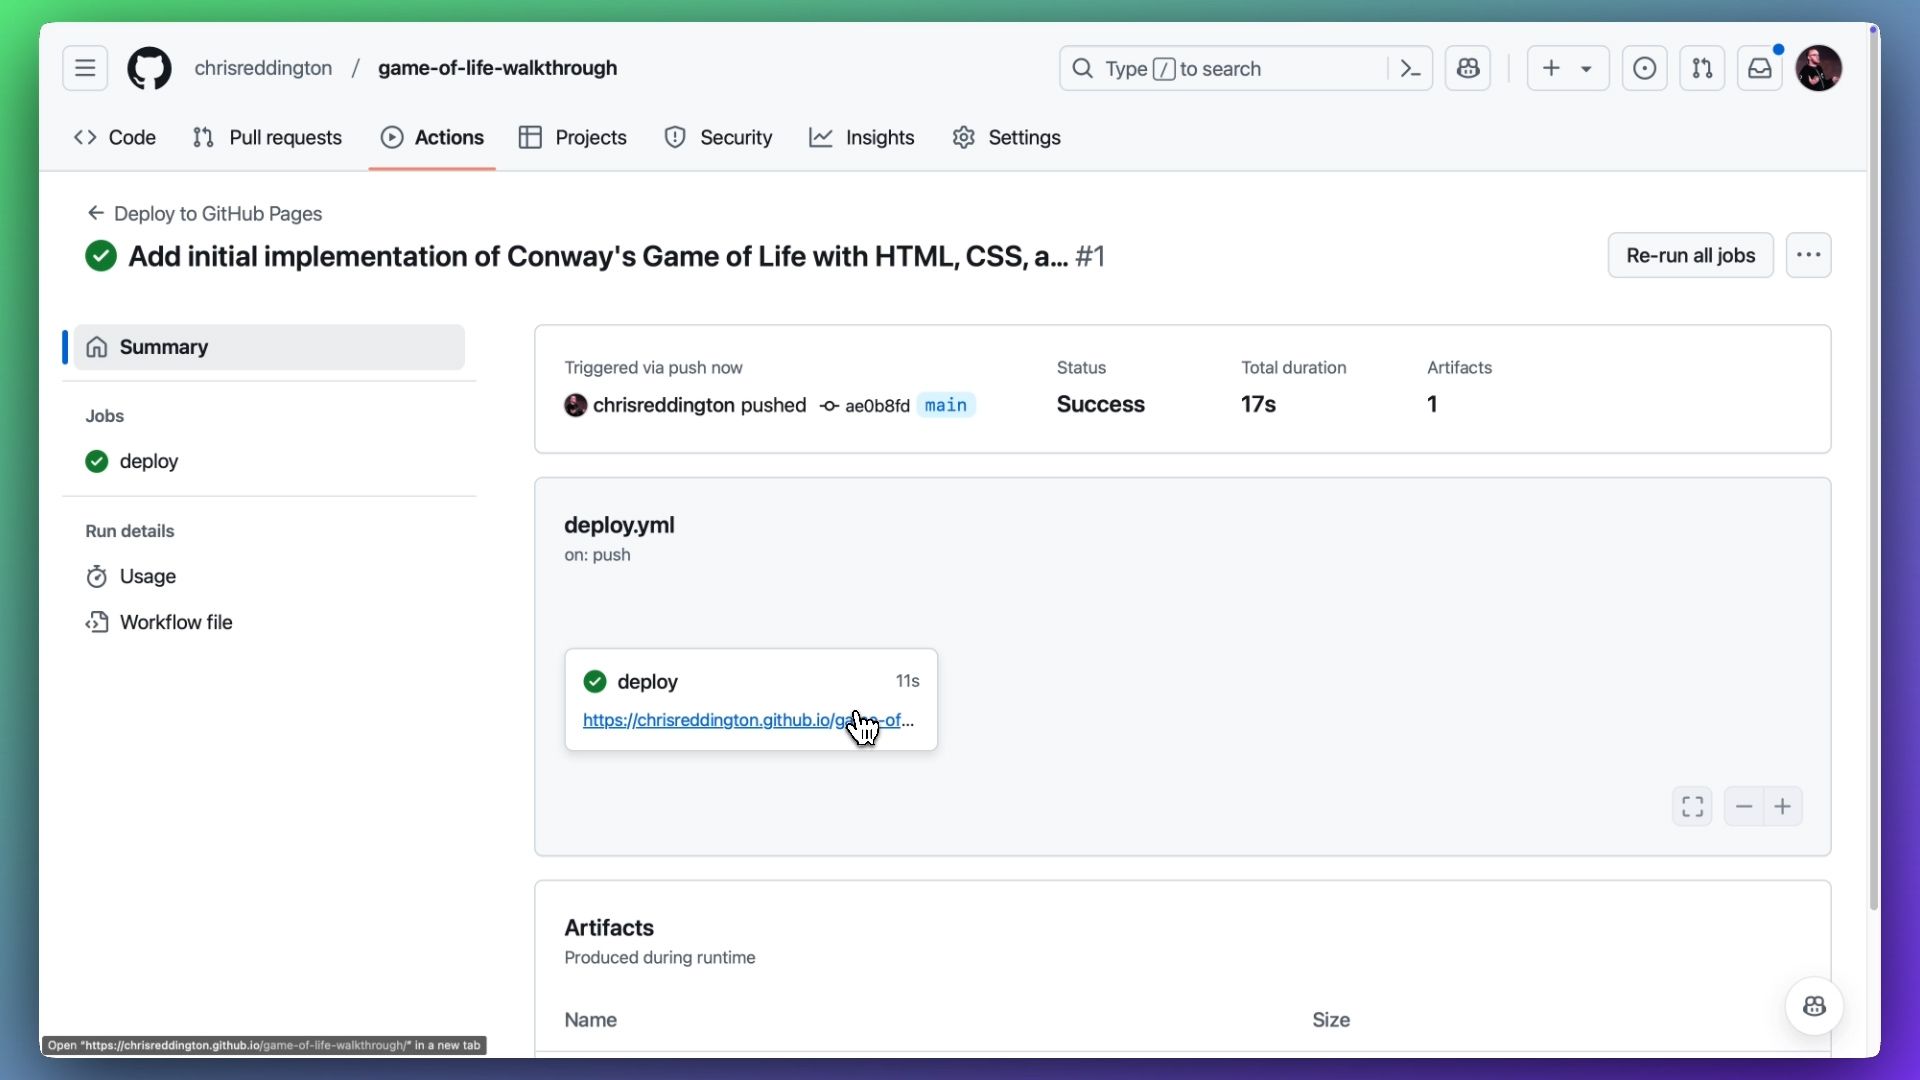 chrisreddington / game-of-life-walkthrough
Type / to search
Code Pull requests Actions Projects Security Insights Settings
Deploy to GitHub Pages
Add initial implementation of Conway's Game of Life with HTML, CSS, a... #1
Re-run all jobs
Summary
Jobs
deploy
Run details
Usage
Workflow file
Triggered via push now
chrisreddington pushed ae0b8fd main
Status
Success
Total duration
17s
Artifacts
1
deploy.yml
on: push
deploy 11s
https://chrisreddington.github.io/game-of...
Artifacts
Produced during runtime
Name Size
Open "https://chrisreddington.github.io/game-of-life-walkthrough/" in a new tab